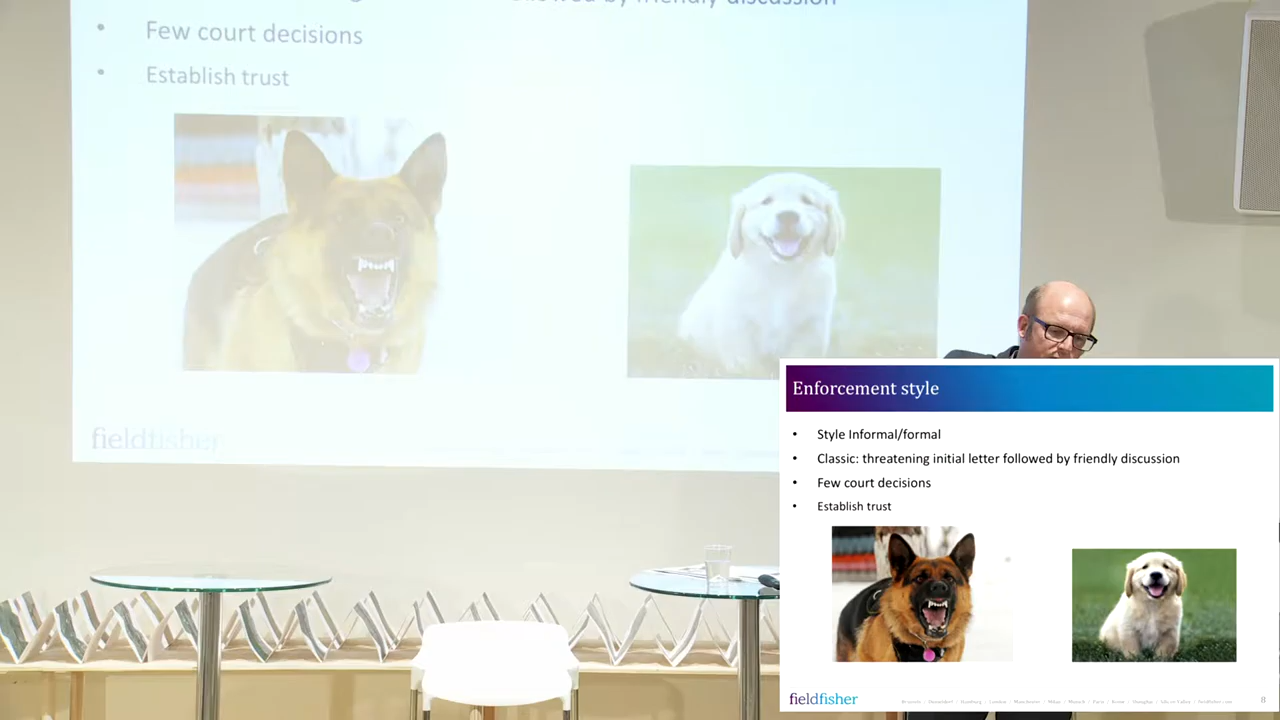 followed by friendly discussion
Few court decisions
Establish trust
fieldfisher
Enforcement style
Style Informal/formal
Classic: threatening initial letter followed by friendly discussion
Few court decisions
Establish trust
fieldfisher
8